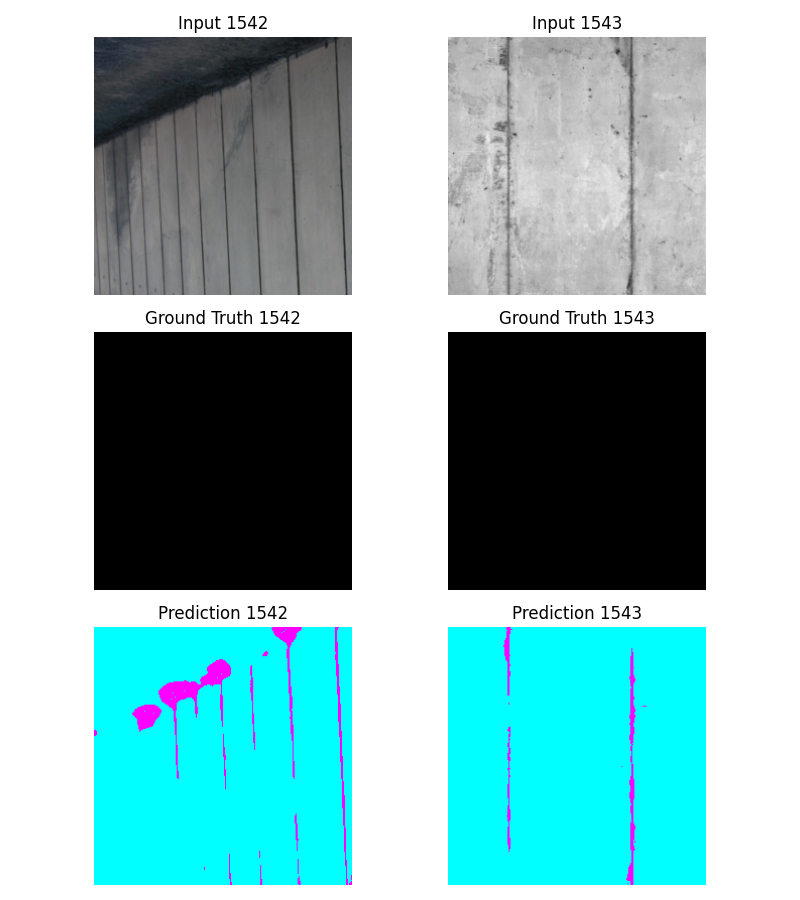 Input 1542
Input 1543
Ground Truth 1542
Ground Truth 1543
Prediction 1542
Prediction 1543